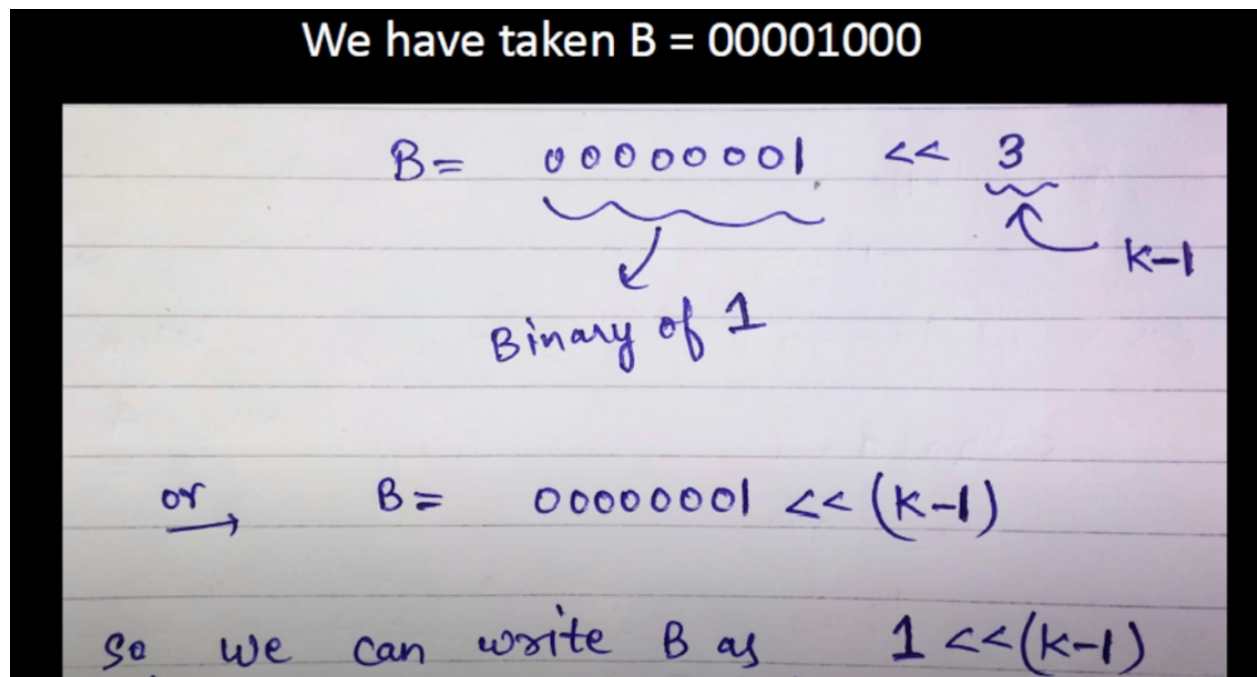 We have taken B = 00001000
B= 00000001 << 3
k-1
Binary of 1
or B= 00000001 << (k-1)
So we can write B as 1 <<(k-1)